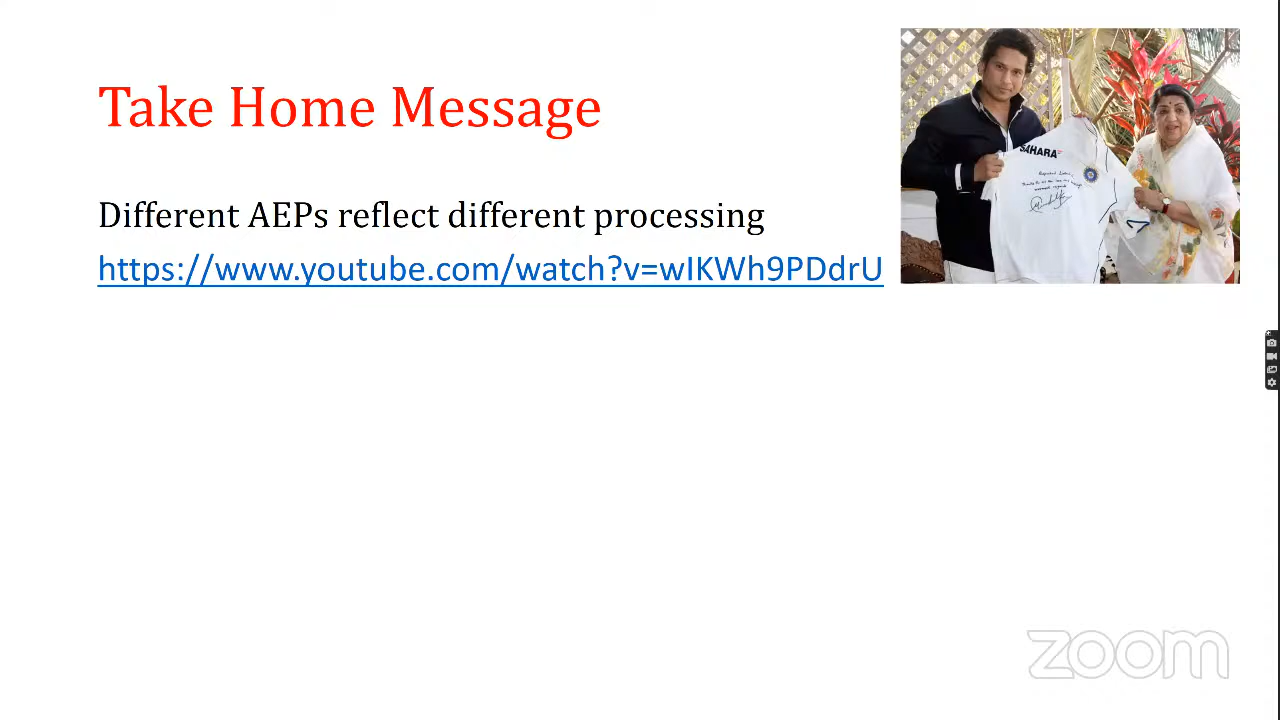 Take Home Message
Different AEPs reflect different processing
https://www.youtube.com/watch?v=wIKWh9PDdrU
SAHARA
zoom